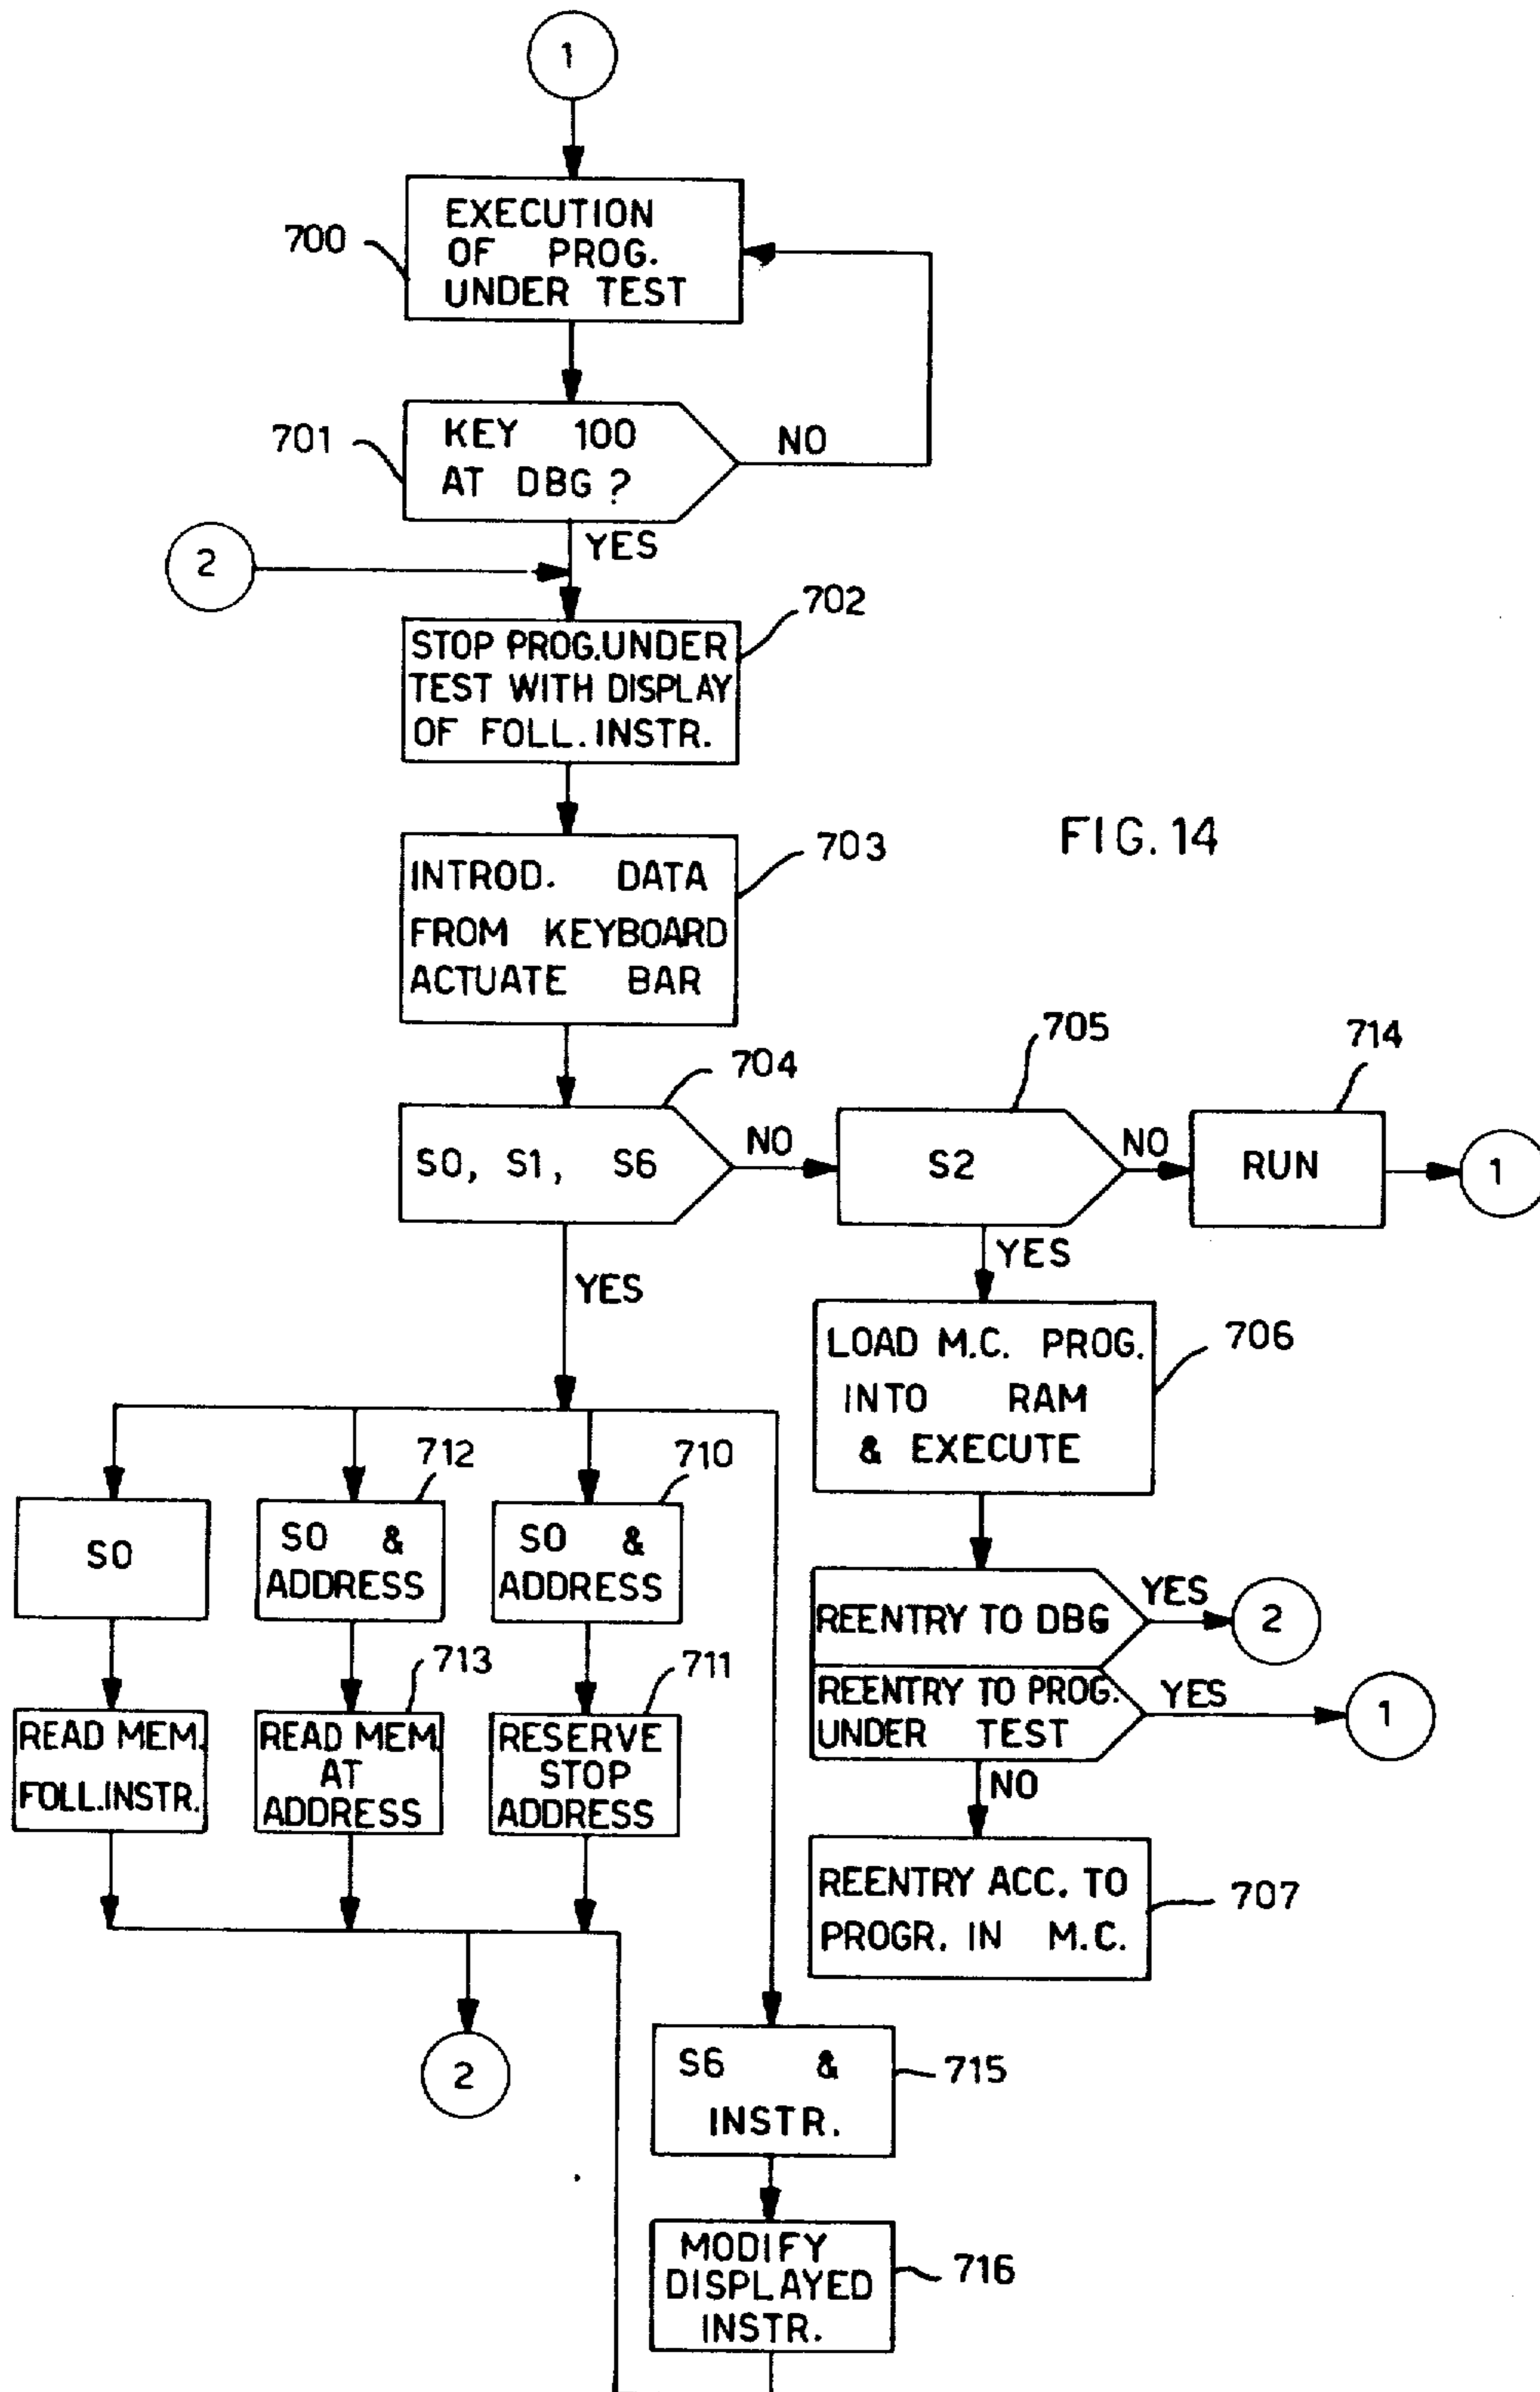 1
EXECUTION
OF PROG.
UNDER TEST
700
KEY 100
AT DBG ?
701
NO
YES
2
702
STOP PROG.UNDER
TEST WITH DISPLAY
OF FOLL.INSTR.
703
INTROD. DATA
FROM KEYBOARD
ACTUATE BAR
FIG.14
704
S0, S1, S6
NO
705
S2
NO
714
RUN
1
YES
YES
LOAD M.C. PROG.
INTO RAM
& EXECUTE
706
S0
712
S0 &
ADDRESS
710
S0 &
ADDRESS
REENTRY TO DBG
YES
2
REENTRY TO PROG.
UNDER TEST
YES
1
NO
READ MEM.
FOLL.INSTR.
713
READ MEM.
AT
ADDRESS
711
RESERVE
STOP
ADDRESS
REENTRY ACC. TO
PROGR. IN M.C.
707
2
S6 &
INSTR.
715
MODIFY
DISPLAYED
INSTR.
716